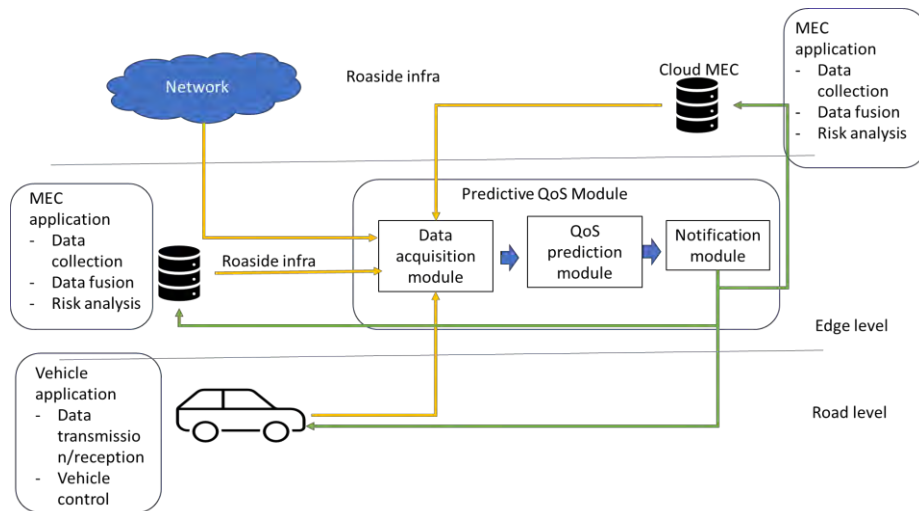 MEC
application
- Data
collection
- Data fusion
- Risk analysis
Cloud MEC
Roaside infra
Network
Predictive QoS Module
MEC
application
- Data
collection
- Data fusion
- Risk analysis
Roaside infra
Data
acquisition
module
QoS
prediction
module
Notification
module
Edge level
Vehicle
application
- Data
transmissio
n/reception
- Vehicle
control
Road level